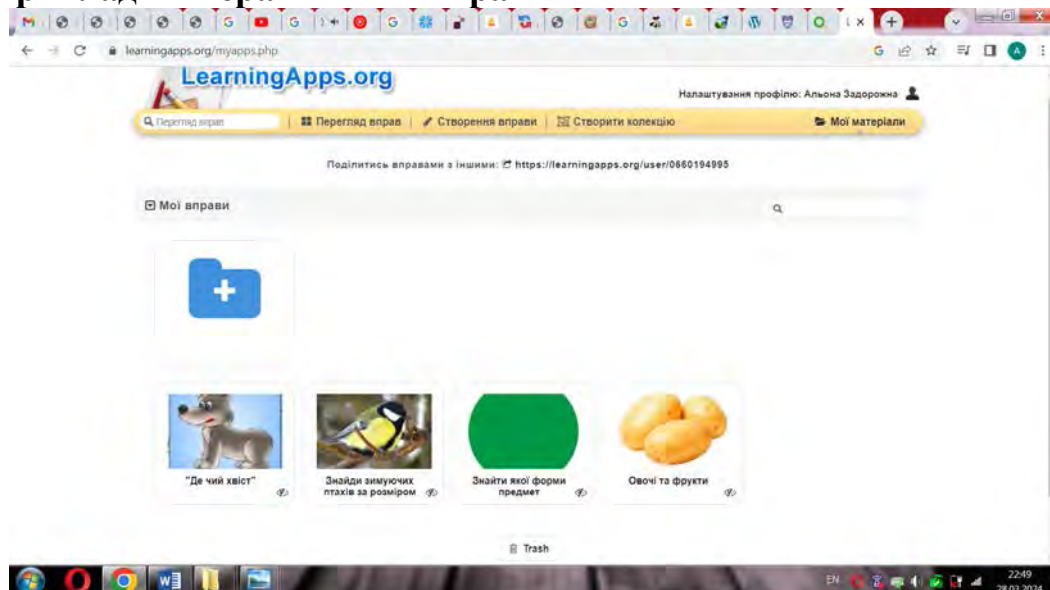 learningapps.org/myapps.php
LearningApps.org
Налаштування профілю: Альона Задорожна
Перегляд вправ
Перегляд вправ
Створення вправи
Створити колекцію
Мої матеріали
Поділитись вправами з іншими: https://learningapps.org/user/0660194995
Мої вправи
"Де чий хвіст"
Знайди зимуючих
птахів за розміром
Знайти якої форми
предмет
Овочі та фрукти
Trash
EN
22:49
28.03.2024